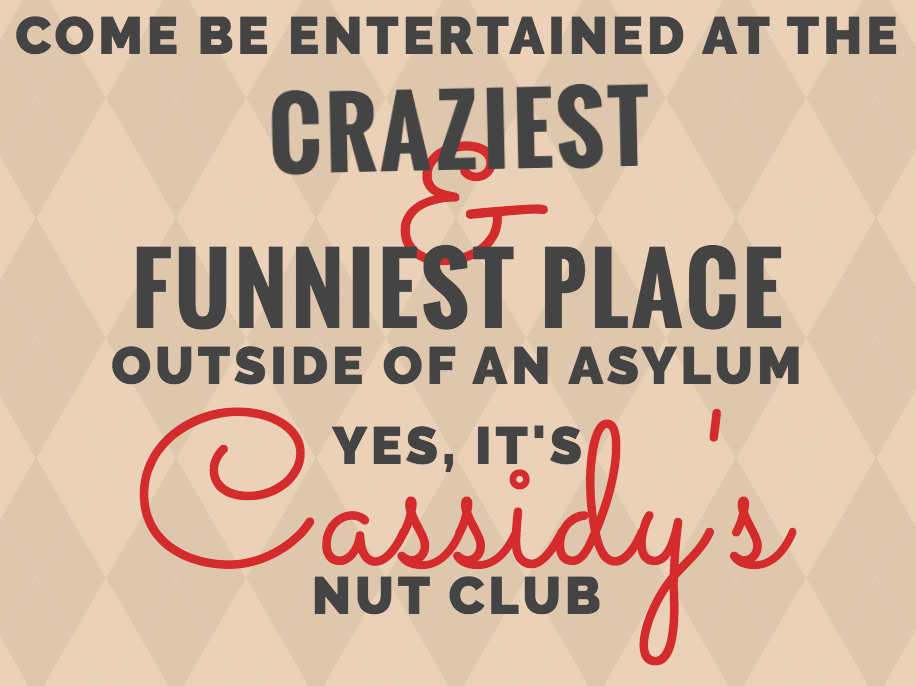 COME BE ENTERTAINED AT THE
CRAZIEST
&
FUNNIEST PLACE
OUTSIDE OF AN ASYLUM
YES, IT'S
Cassidy's
NUT CLUB